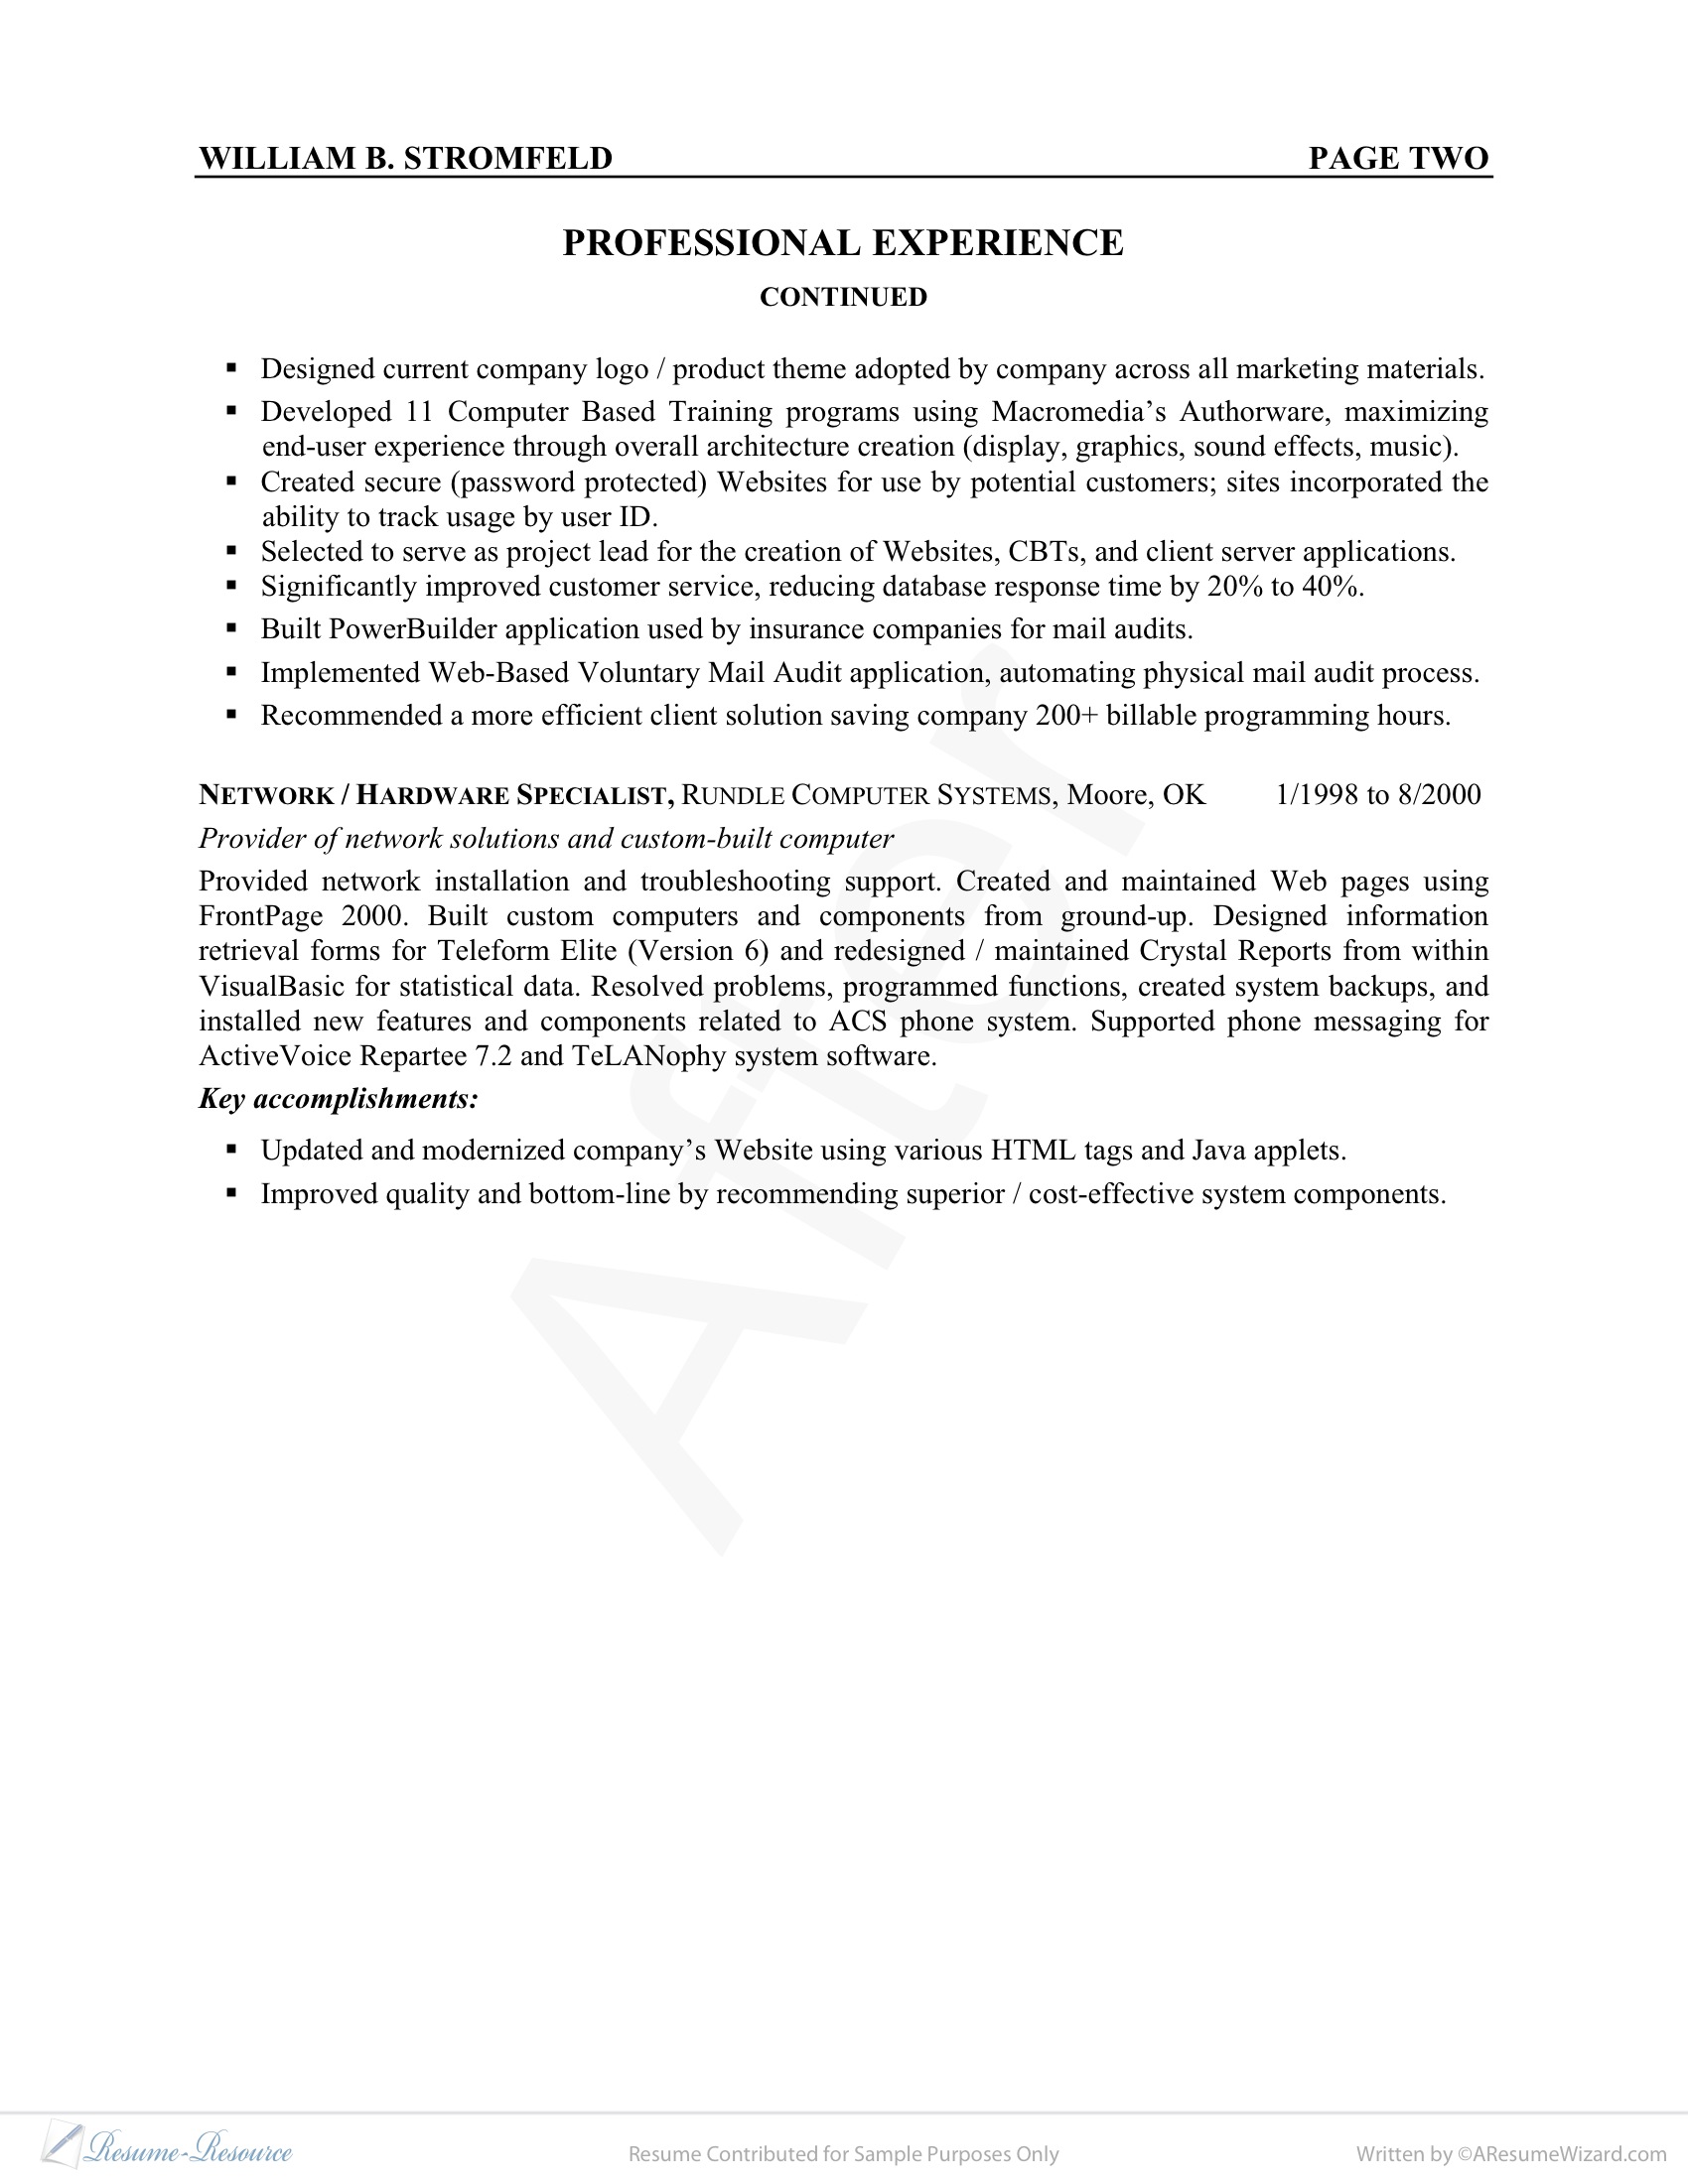 WILLIAM B. STROMFELD PAGE TWO
PROFESSIONAL EXPERIENCE
CONTINUED
▪ Designed current company logo / product theme adopted by company across all marketing materials.
▪ Developed 11 Computer Based Training programs using Macromedia’s Authorware, maximizing
end-user experience through overall architecture creation (display, graphics, sound effects, music).
▪ Created secure (password protected) Websites for use by potential customers; sites incorporated the
ability to track usage by user ID.
▪ Selected to serve as project lead for the creation of Websites, CBTs, and client server applications.
▪ Significantly improved customer service, reducing database response time by 20% to 40%.
▪ Built PowerBuilder application used by insurance companies for mail audits.
▪ Implemented Web-Based Voluntary Mail Audit application, automating physical mail audit process.
▪ Recommended a more efficient client solution saving company 200+ billable programming hours.
NETWORK / HARDWARE SPECIALIST, RUNDLE COMPUTER SYSTEMS, Moore, OK 1/1998 to 8/2000
Provider of network solutions and custom-built computer
Provided network installation and troubleshooting support. Created and maintained Web pages using
FrontPage 2000. Built custom computers and components from ground-up. Designed information
retrieval forms for Teleform Elite (Version 6) and redesigned / maintained Crystal Reports from within
VisualBasic for statistical data. Resolved problems, programmed functions, created system backups, and
installed new features and components related to ACS phone system. Supported phone messaging for
ActiveVoice Repartee 7.2 and TeLANophy system software.
Key accomplishments:
▪ Updated and modernized company’s Website using various HTML tags and Java applets.
▪ Improved quality and bottom-line by recommending superior / cost-effective system components.
After
Resume-Resource Resume Contributed for Sample Purposes Only Written by ©AResumeWizard.com